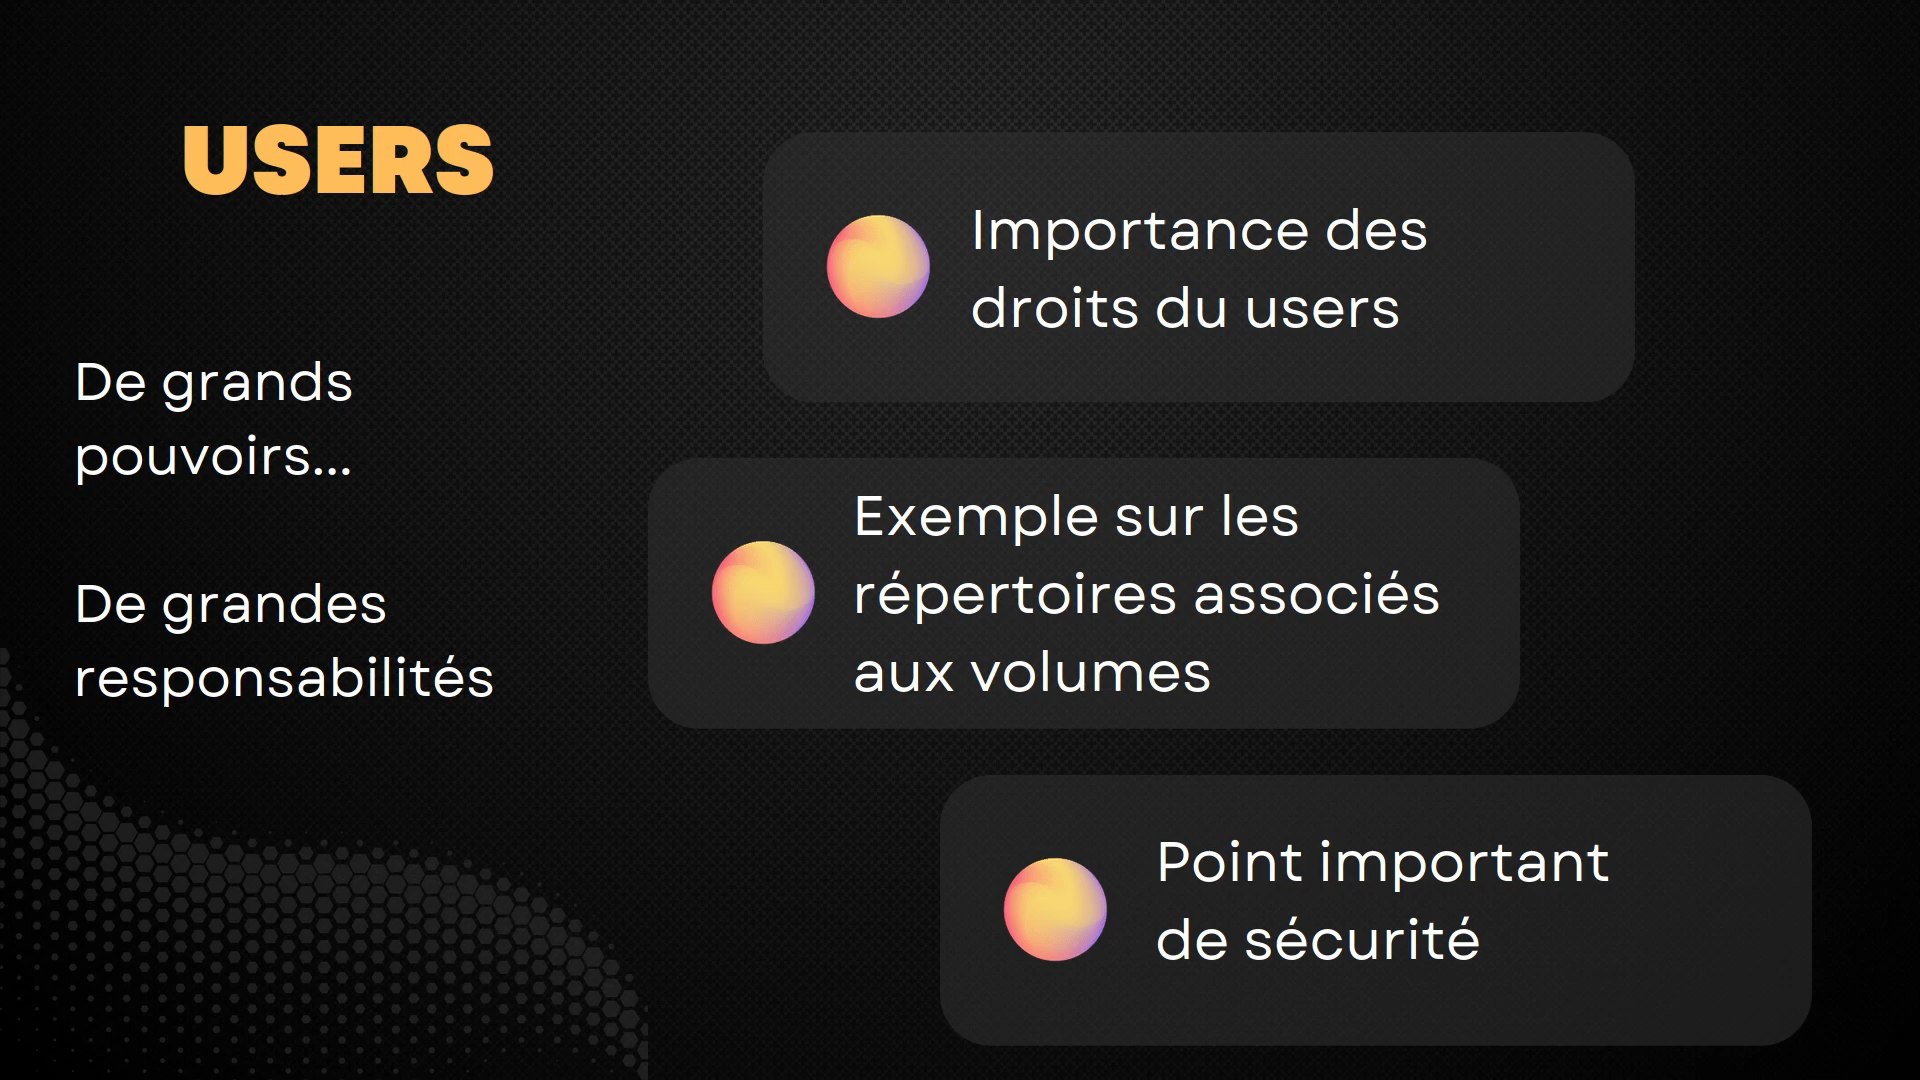 USERS
De grands
pouvoirs...
De grandes
responsabilités
Importance des
droits du users
Exemple sur les
répertoires associés
aux volumes
Point important
de sécurité